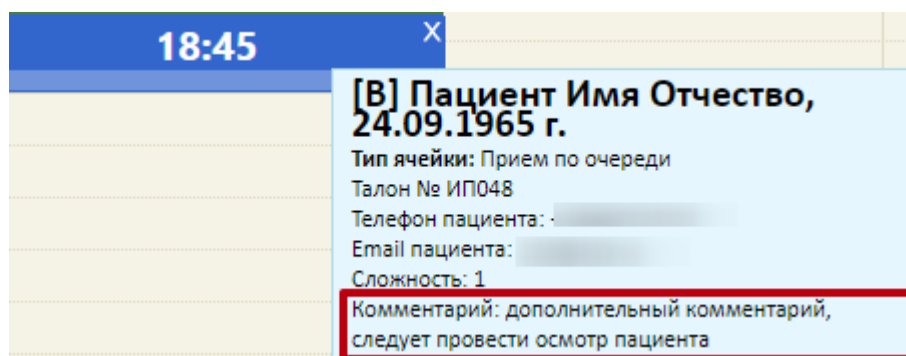 18:45
X
[В] Пациент Имя Отчество,
24.09.1965 г.
Тип ячейки: Прием по очереди
Талон № ИП048
Телефон пациента:
Email пациента:
Сложность: 1
Комментарий: дополнительный комментарий,
следует провести осмотр пациента